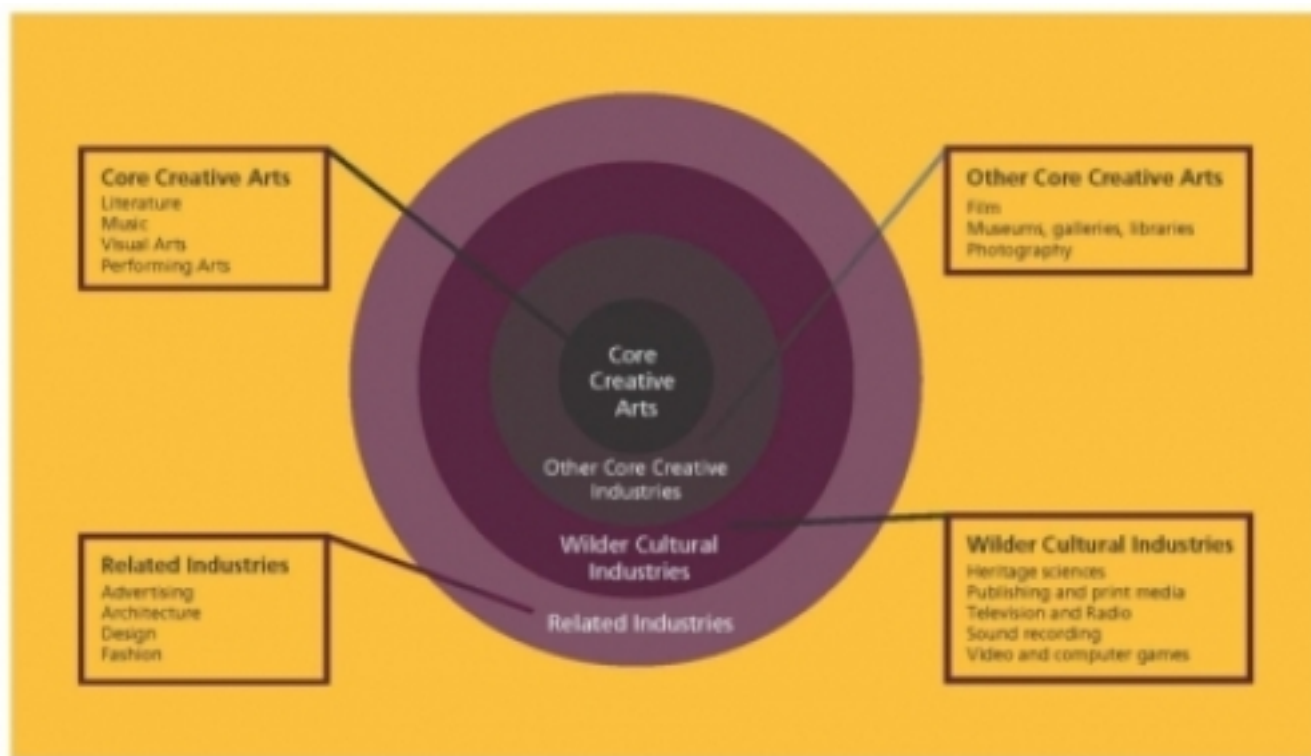 Core Creative Arts
Literature
Music
Visual Arts
Performing Arts
Other Core Creative Arts
Film
Museums, galleries, libraries
Photography
Core
Creative
Arts
Other Core Creative
Industries
Wilder Cultural
Industries
Related Industries
Related Industries
Advertising
Architecture
Design
Fashion
Wilder Cultural Industries
Heritage sciences
Publishing and print media
Television and Radio
Sound recording
Video and computer games